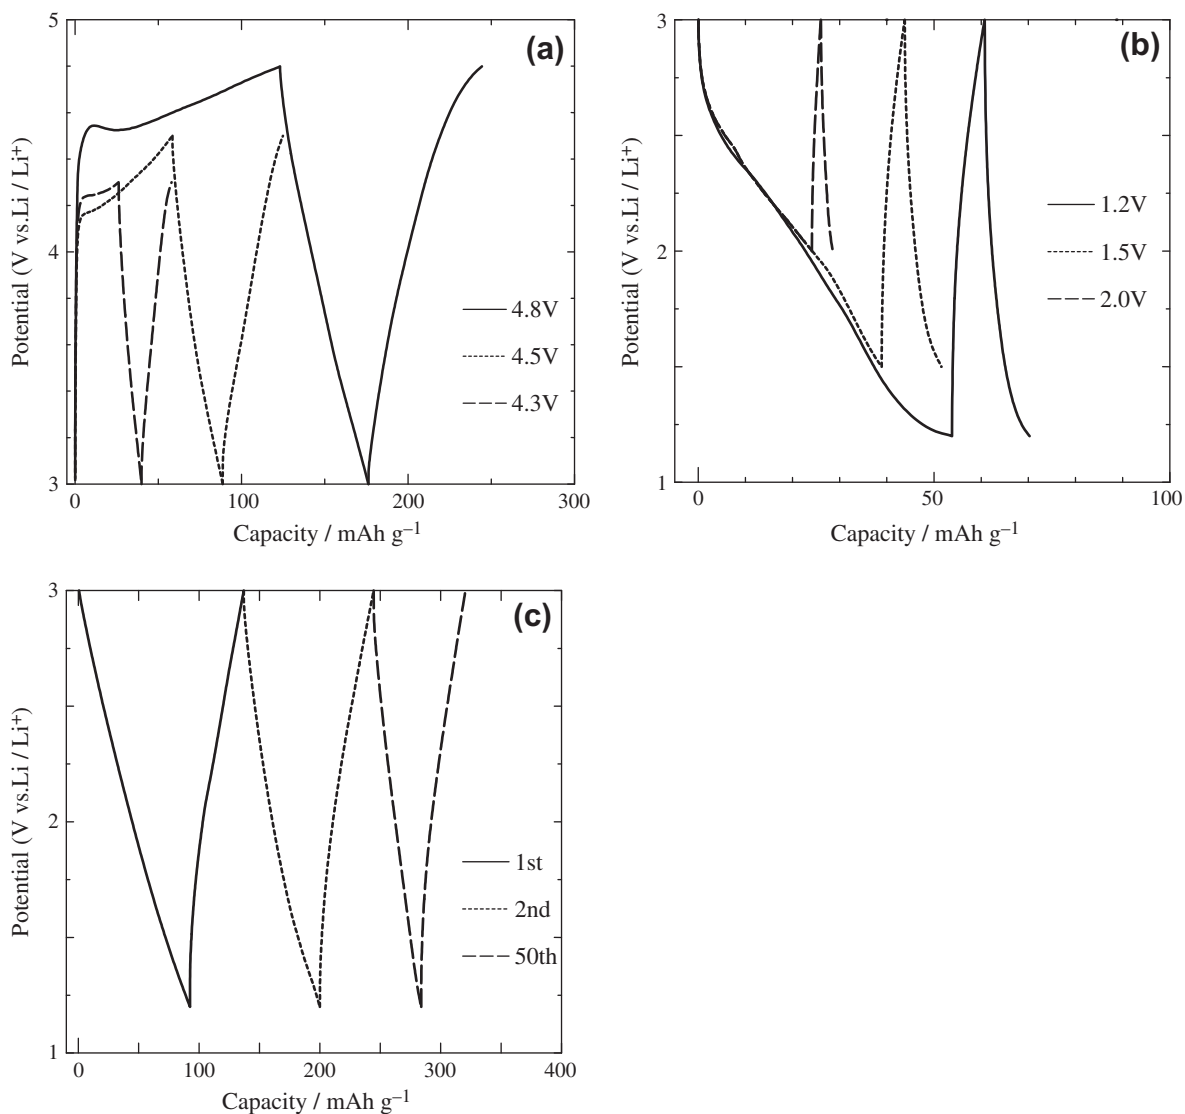 (a)
5
4
3
Potential (V vs.Li / Li⁺)
4.8V
4.5V
4.3V
0 100 200 300
Capacity / mAh g⁻¹
(b)
3
2
1
Potential (V vs.Li / Li⁺)
1.2V
1.5V
2.0V
0 50 100
Capacity / mAh g⁻¹
(c)
3
2
1
Potential (V vs.Li / Li⁺)
1st
2nd
50th
0 100 200 300 400
Capacity / mAh g⁻¹